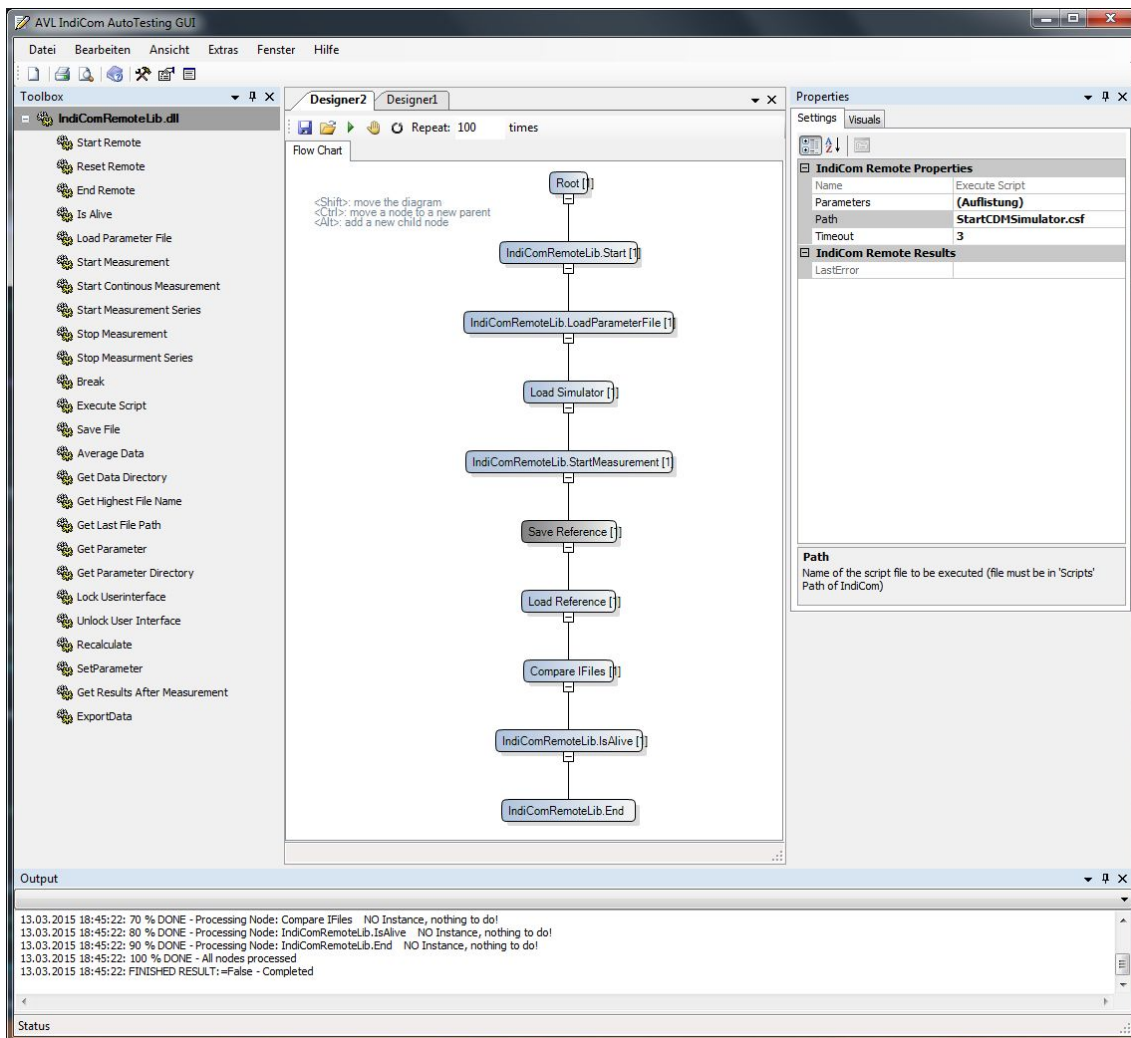 AVL IndiCom AutoTesting GUI
Datei Bearbeiten Ansicht Extras Fenster Hilfe
Toolbox
IndiComRemoteLib.dll
Start Remote
Reset Remote
End Remote
Is Alive
Load Parameter File
Start Measurement
Start Continous Measurement
Start Measurement Series
Stop Measurement
Stop Measurment Series
Break
Execute Script
Save File
Average Data
Get Data Directory
Get Highest File Name
Get Last File Path
Get Parameter
Get Parameter Directory
Lock Userinterface
Unlock User Interface
Recalculate
SetParameter
Get Results After Measurement
ExportData
Designer2 Designer1
Repeat: 100 times
Flow Chart
<Shift>: move the diagram
<Ctrl>: move a node to a new parent
<Alt>: add a new child node
Root [1]
IndiComRemoteLib.Start [1]
IndiComRemoteLib.LoadParameterFile [1]
Load Simulator [1]
IndiComRemoteLib.StartMeasurement [1]
Save Reference [1]
Load Reference [1]
Compare IFiles [1]
IndiComRemoteLib.IsAlive [1]
IndiComRemoteLib.End
Properties
Settings Visuals
IndiCom Remote Properties
Name Execute Script
Parameters (Auflistung)
Path StartCDMSimulator.csf
Timeout 3
IndiCom Remote Results
LastError
Path
Name of the script file to be executed (file must be in 'Scripts'
Path of IndiCom)
Output
13.03.2015 18:45:22: 70 % DONE - Processing Node: Compare IFiles NO Instance, nothing to do!
13.03.2015 18:45:22: 80 % DONE - Processing Node: IndiComRemoteLib.IsAlive NO Instance, nothing to do!
13.03.2015 18:45:22: 90 % DONE - Processing Node: IndiComRemoteLib.End NO Instance, nothing to do!
13.03.2015 18:45:22: 100 % DONE - All nodes processed
13.03.2015 18:45:22: FINISHED RESULT:=False - Completed
Status